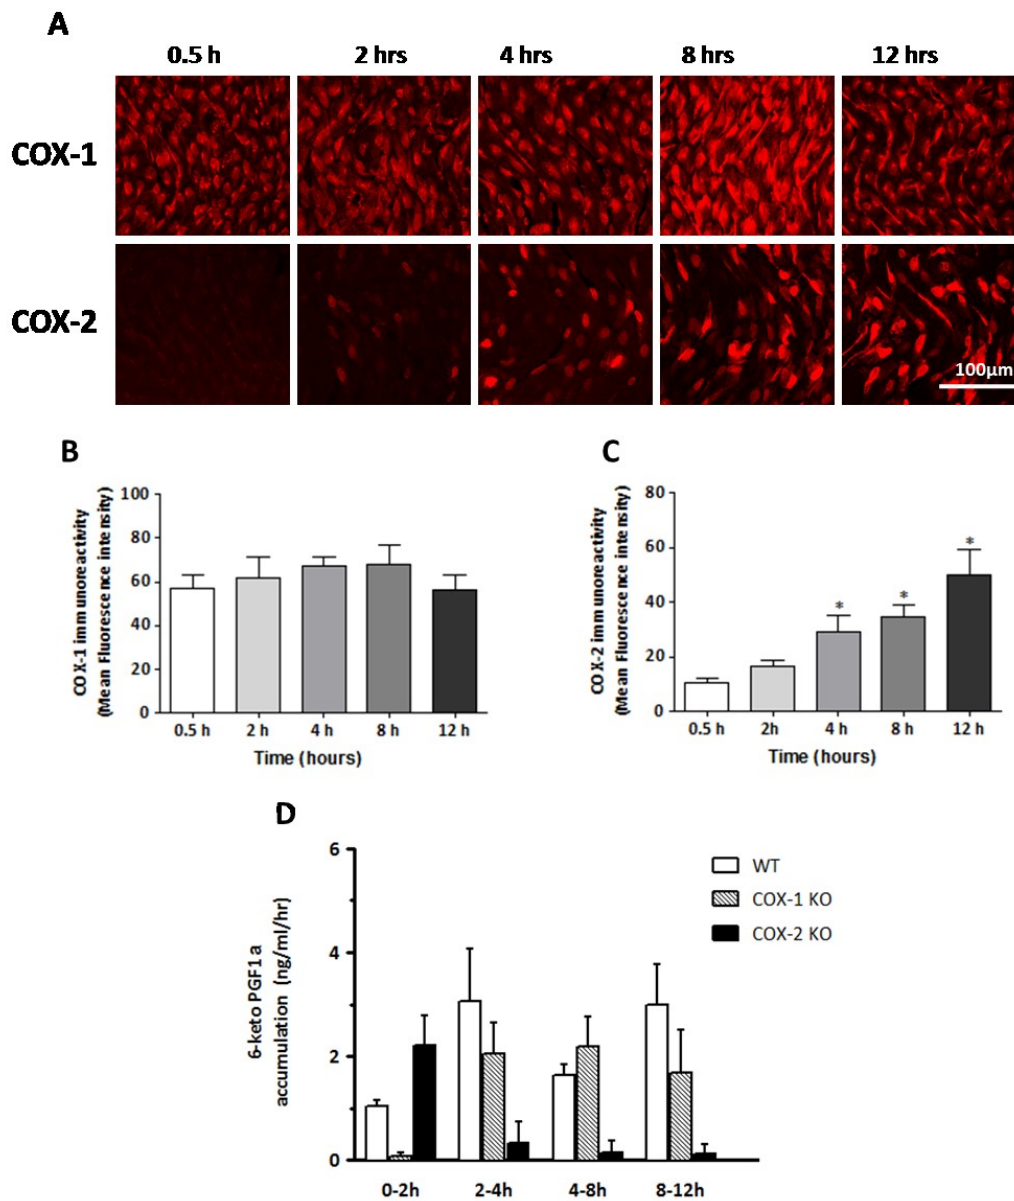 A
0.5 h 2 hrs 4 hrs 8 hrs 12 hrs
COX-1
COX-2
100µm
B
COX-1 immunoreactivity
(Mean Fluorescence intensity)
100
80
60
40
20
0
0.5 h 2 h 4 h 8 h 12 h
Time (hours)
C
COX-2 immunoreactivity
(Mean Fluorescence intensity)
80
60
40
20
0
* * *
0.5 h 2h 4 h 8 h 12 h
Time (hours)
D
6-keto PGF1 a
accumulation (ng/ml/hr)
6
4
2
0
WT
COX-1 KO
COX-2 KO
0-2h 2-4h 4-8h 8-12h